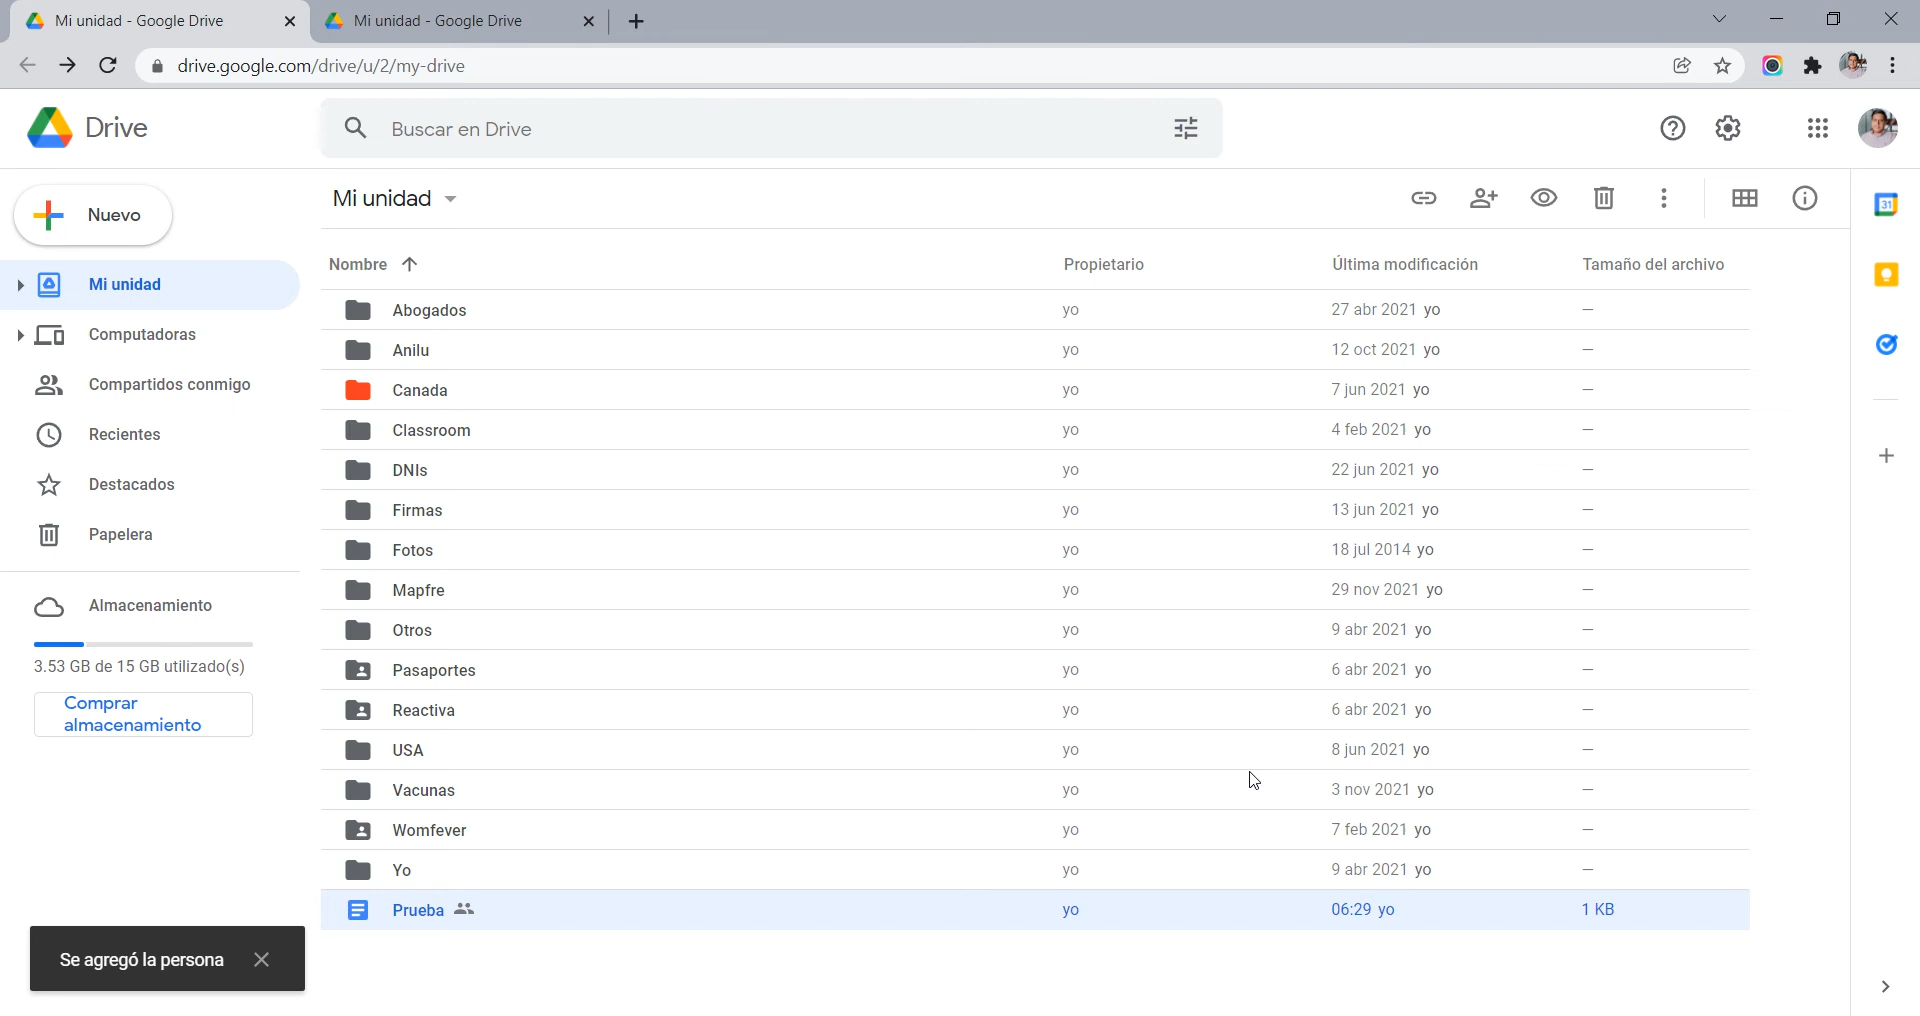 Mi unidad - Google Drive
Mi unidad - Google Drive
drive.google.com/drive/u/2/my-drive
Drive
Buscar en Drive
Nuevo
Mi unidad
Computadoras
Compartidos conmigo
Recientes
Destacados
Papelera
Almacenamiento
3.53 GB de 15 GB utilizado(s)
Comprar
almacenamiento
Mi unidad
Nombre Propietario Última modificación Tamaño del archivo
Abogados yo 27 abr 2021 yo —
Anilu yo 12 oct 2021 yo —
Canada yo 7 jun 2021 yo —
Classroom yo 4 feb 2021 yo —
DNIs yo 22 jun 2021 yo —
Firmas yo 13 jun 2021 yo —
Fotos yo 18 jul 2014 yo —
Mapfre yo 29 nov 2021 yo —
Otros yo 9 abr 2021 yo —
Pasaportes yo 6 abr 2021 yo —
Reactiva yo 6 abr 2021 yo —
USA yo 8 jun 2021 yo —
Vacunas yo 3 nov 2021 yo —
Womfever yo 7 feb 2021 yo —
Yo yo 9 abr 2021 yo —
Prueba yo 06:29 yo 1 KB
Se agregó la persona
31